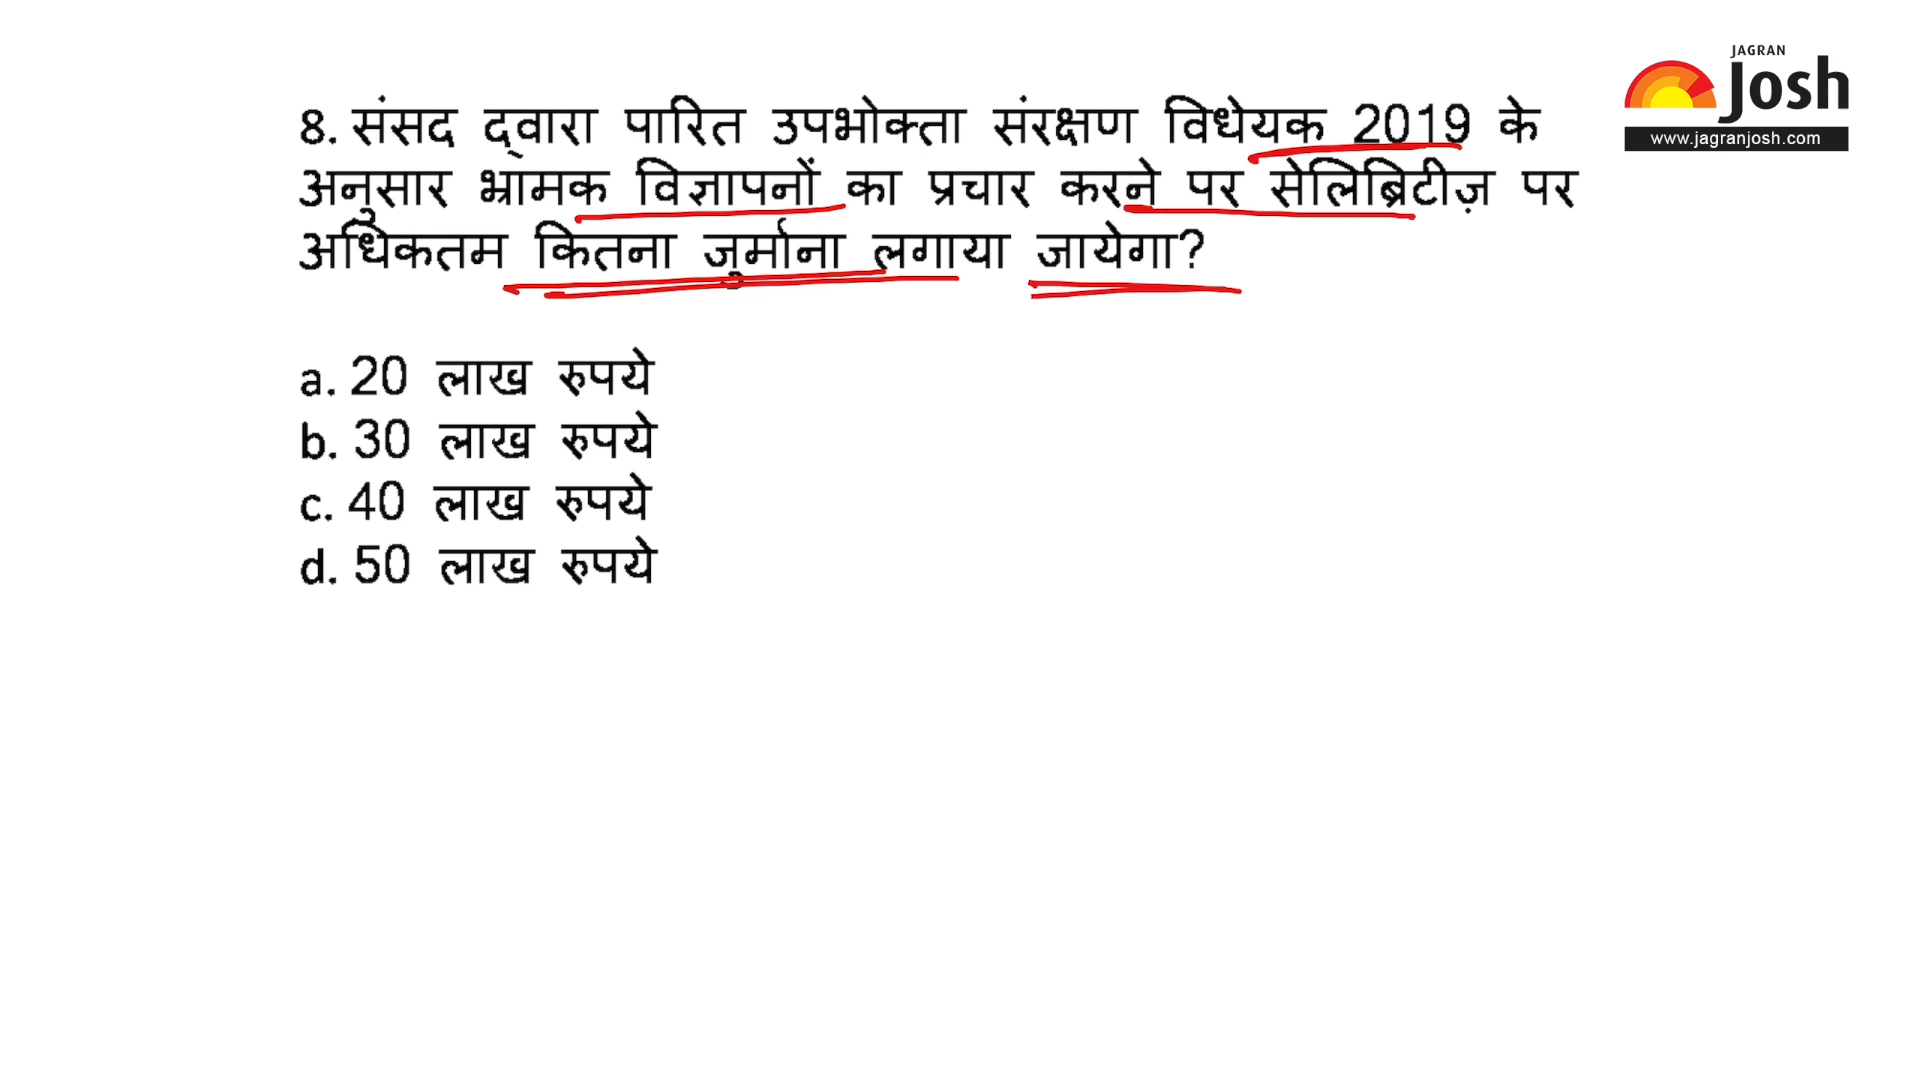 JAGRAN
Josh
www.jagranjosh.com
8. संसद द्वारा पारित उपभोक्ता संरक्षण विधेयक 2019 के
अनुसार भ्रामक विज्ञापनों का प्रचार करने पर सेलिब्रिटीज़ पर
अधिकतम कितना जुर्माना लगाया जायेगा?
a. 20 लाख रुपये
b. 30 लाख रुपये
c. 40 लाख रुपये
d. 50 लाख रुपये